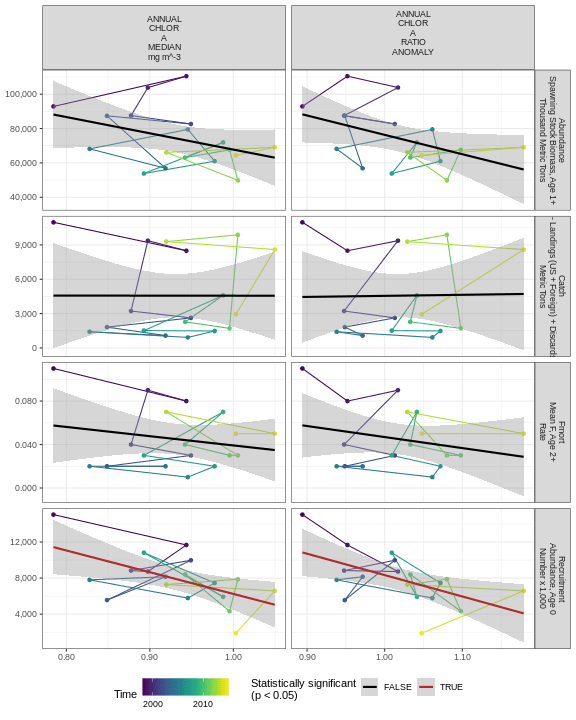 ANNUAL
CHLOR
A
MEDIAN
mg m^-3
ANNUAL
CHLOR
A
RATIO
ANOMALY
100,000
80,000
60,000
40,000
Abundance
Spawning Stock Biomass, Age 1+
Thousand Metric Tons
9,000
6,000
3,000
0
Catch
- Landings (US + Foreign) + Discards
Metric Tons
0.080
0.040
0.000
Fmort
Mean F, Age 2+
Rate
12,000
8,000
4,000
Recruitment
Abundance, Age 0
Number x 1,000
0.80
0.90
1.00
0.90
1.00
1.10
Time
2000
2010
Statistically significant
(p < 0.05)
FALSE
TRUE